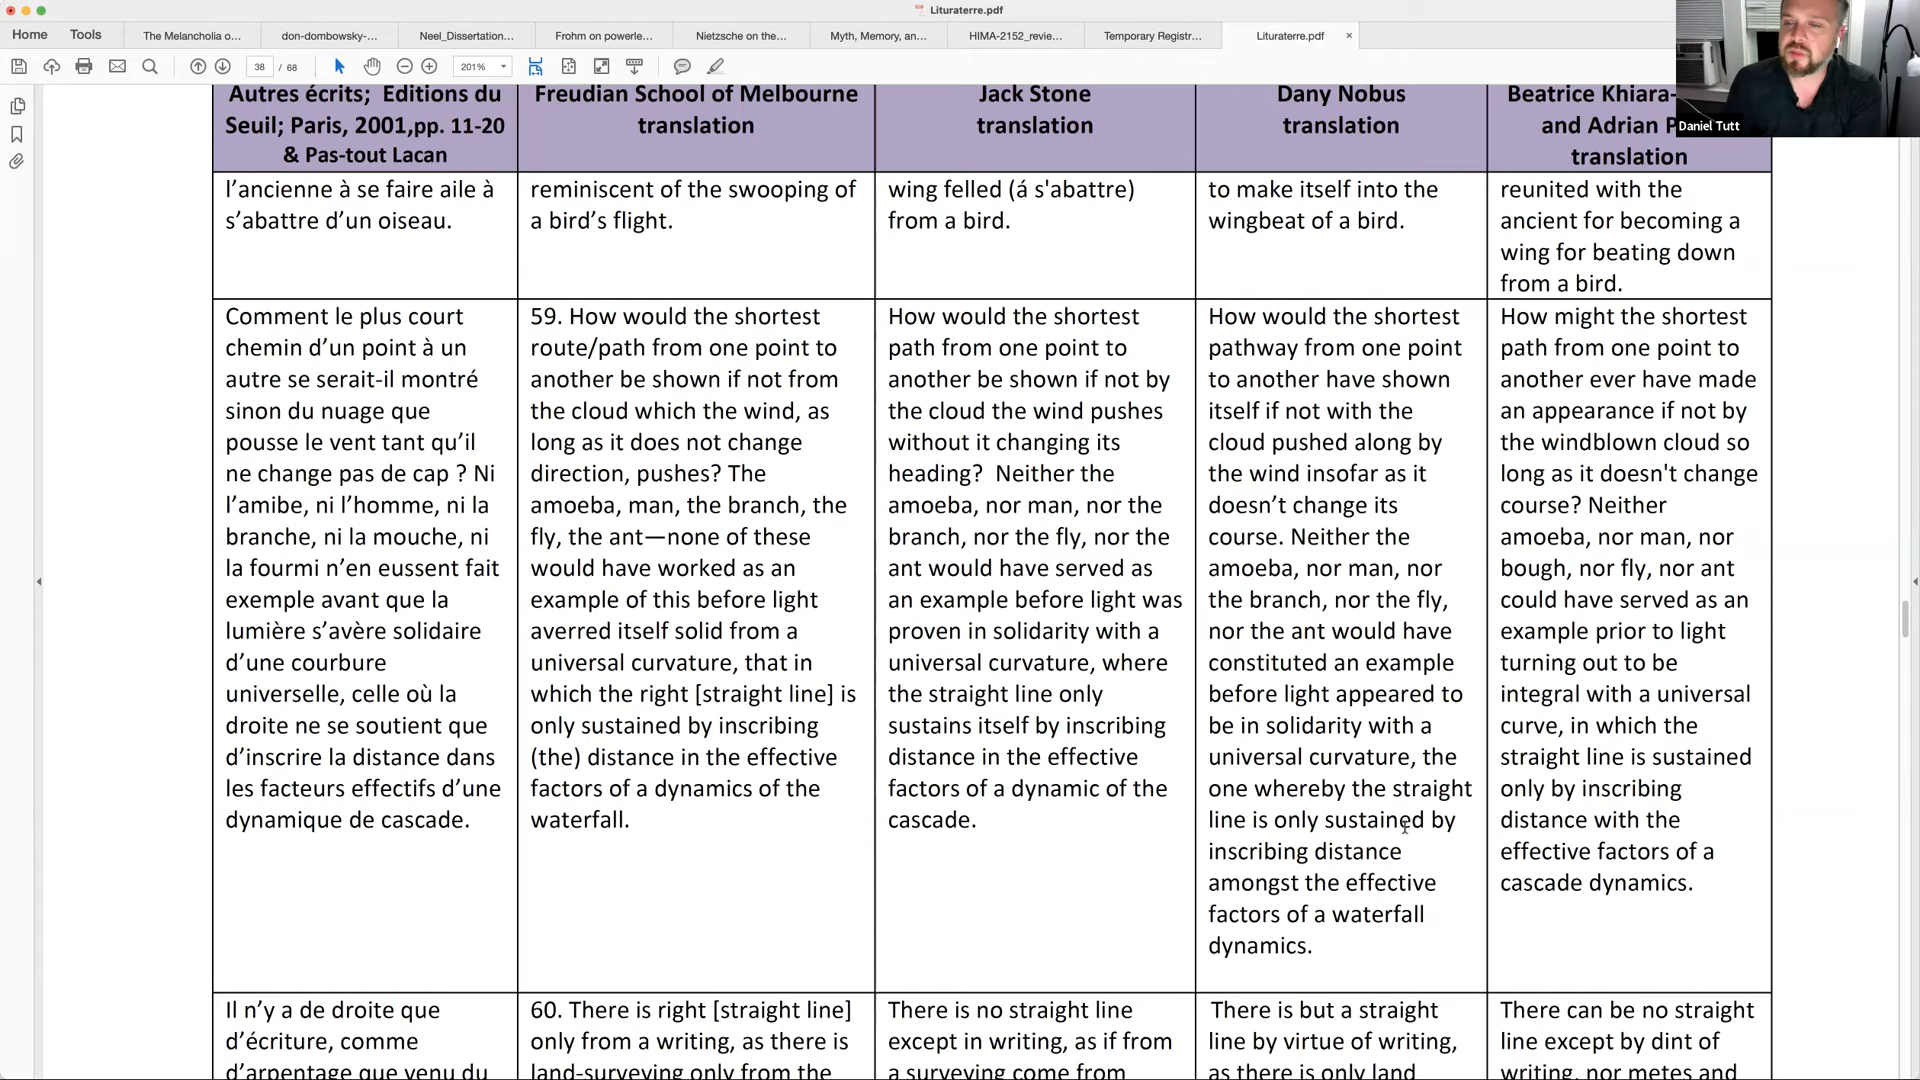 Lituraterre.pdf
Home
Tools
The Melancholia o...
don-dombowsky-...
Neel_Dissertation...
Frohm on powerle...
Nietzsche on the...
Myth, Memory, an...
HIMA-2152_revie...
Temporary Registr...
Lituraterre.pdf
38 / 68
201%
Daniel Tutt
Autres écrits; Editions du
Seuil; Paris, 2001,pp. 11-20
& Pas-tout Lacan
Freudian School of Melbourne
translation
Jack Stone
translation
Dany Nobus
translation
Beatrice Khiara-
and Adrian P
translation
l’ancienne à se faire aile à
s’abattre d’un oiseau.
reminiscent of the swooping of
a bird’s flight.
wing felled (á s'abattre)
from a bird.
to make itself into the
wingbeat of a bird.
reunited with the
ancient for becoming a
wing for beating down
from a bird.
Comment le plus court
chemin d’un point à un
autre se serait-il montré
sinon du nuage que
pousse le vent tant qu’il
ne change pas de cap ? Ni
l’amibe, ni l’homme, ni la
branche, ni la mouche, ni
la fourmi n’en eussent fait
exemple avant que la
lumière s’avère solidaire
d’une courbure
universelle, celle où la
droite ne se soutient que
d’inscrire la distance dans
les facteurs effectifs d’une
dynamique de cascade.
59. How would the shortest
route/path from one point to
another be shown if not from
the cloud which the wind, as
long as it does not change
direction, pushes? The
amoeba, man, the branch, the
fly, the ant—none of these
would have worked as an
example of this before light
averred itself solid from a
universal curvature, that in
which the right [straight line] is
only sustained by inscribing
(the) distance in the effective
factors of a dynamics of the
waterfall.
How would the shortest
path from one point to
another be shown if not by
the cloud the wind pushes
without it changing its
heading?  Neither the
amoeba, nor man, nor the
branch, nor the fly, nor the
ant would have served as
an example before light was
proven in solidarity with a
universal curvature, where
the straight line only
sustains itself by inscribing
distance in the effective
factors of a dynamic of the
cascade.
How would the shortest
pathway from one point
to another have shown
itself if not with the
cloud pushed along by
the wind insofar as it
doesn’t change its
course. Neither the
amoeba, nor man, nor
the branch, nor the fly,
nor the ant would have
constituted an example
before light appeared to
be in solidarity with a
universal curvature, the
one whereby the straight
line is only sustained by
inscribing distance
amongst the effective
factors of a waterfall
dynamics.
How might the shortest
path from one point to
another ever have made
an appearance if not by
the windblown cloud so
long as it doesn't change
course? Neither
amoeba, nor man, nor
bough, nor fly, nor ant
could have served as an
example prior to light
turning out to be
integral with a universal
curve, in which the
straight line is sustained
only by inscribing
distance with the
effective factors of a
cascade dynamics.
Il n’y a de droite que
d’écriture, comme
d’arpentage que venu du
60. There is right [straight line]
only from a writing, as there is
land-surveying only from the
There is no straight line
except in writing, as if from
a surveying come from
There is but a straight
line by virtue of writing,
as there is only land
There can be no straight
line except by dint of
writing, nor metes and